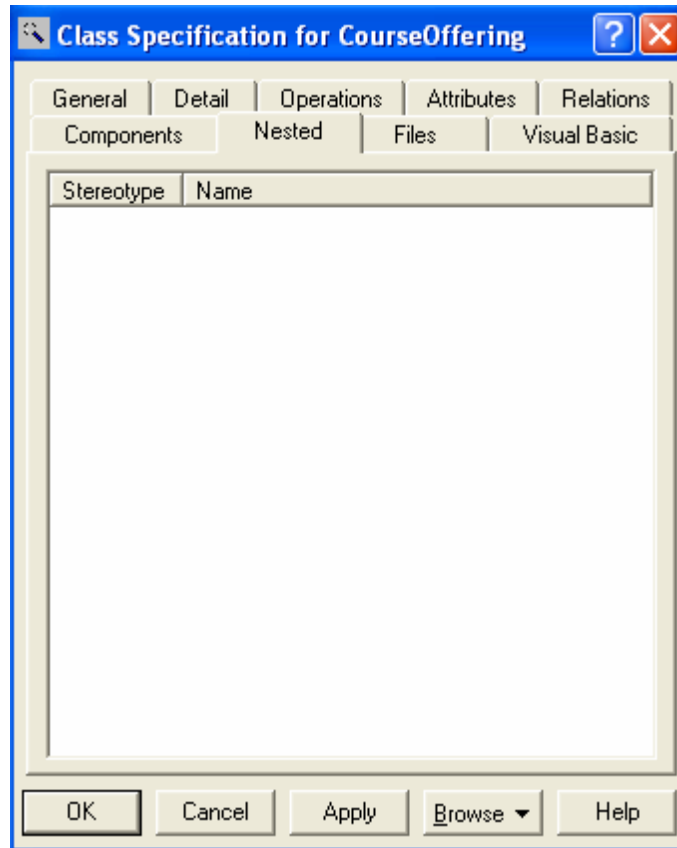 Class Specification for CourseOffering ?
General Detail Operations Attributes Relations
Components Nested Files Visual Basic
Stereotype Name
OK Cancel Apply Browse Help